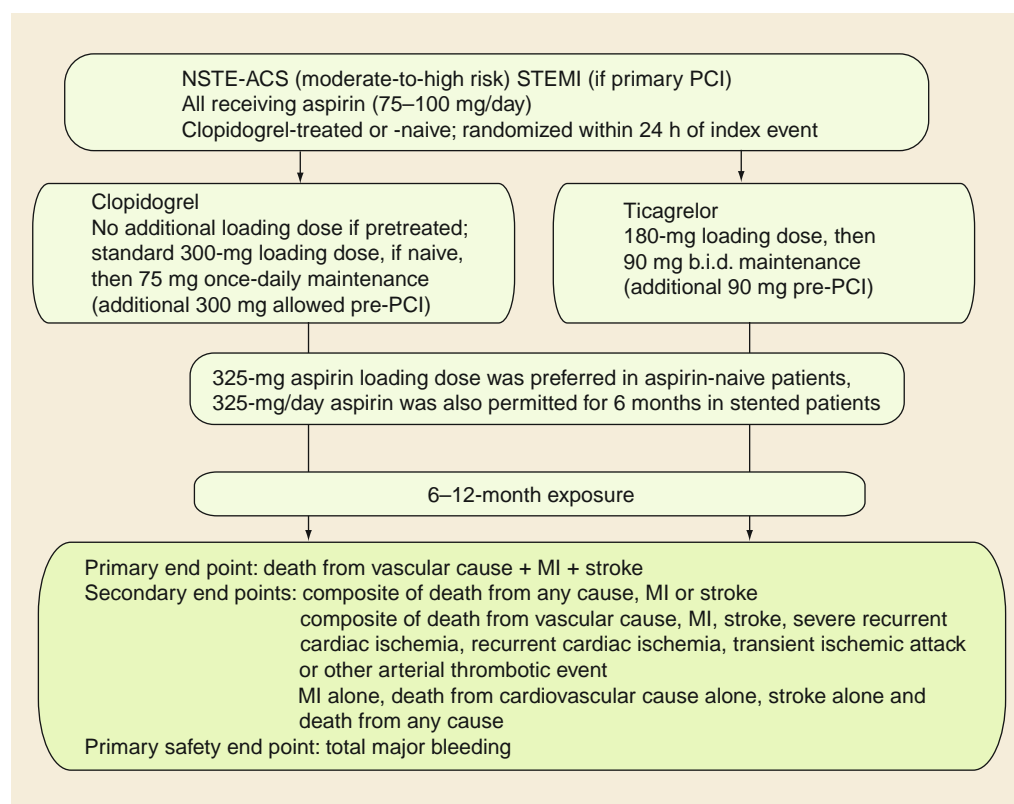 NSTE-ACS (moderate-to-high risk) STEMI (if primary PCI)
All receiving aspirin (75–100 mg/day)
Clopidogrel-treated or -naive; randomized within 24 h of index event
Clopidogrel
No additional loading dose if pretreated;
standard 300-mg loading dose, if naive,
then 75 mg once-daily maintenance
(additional 300 mg allowed pre-PCI)
Ticagrelor
180-mg loading dose, then
90 mg b.i.d. maintenance
(additional 90 mg pre-PCI)
325-mg aspirin loading dose was preferred in aspirin-naive patients,
325-mg/day aspirin was also permitted for 6 months in stented patients
6–12-month exposure
Primary end point: death from vascular cause + MI + stroke
Secondary end points: composite of death from any cause, MI or stroke
composite of death from vascular cause, MI, stroke, severe recurrent
cardiac ischemia, recurrent cardiac ischemia, transient ischemic attack
or other arterial thrombotic event
MI alone, death from cardiovascular cause alone, stroke alone and
death from any cause
Primary safety end point: total major bleeding